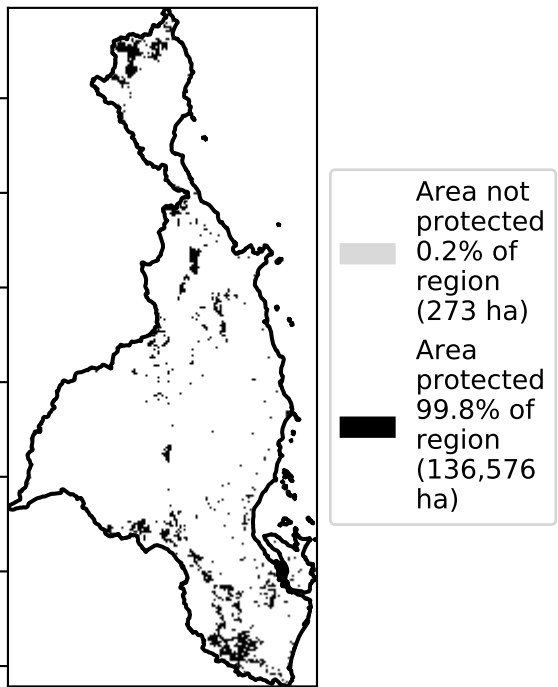 Area not
protected
0.2% of
region
(273 ha)
Area
protected
99.8% of
region
(136,576
ha)